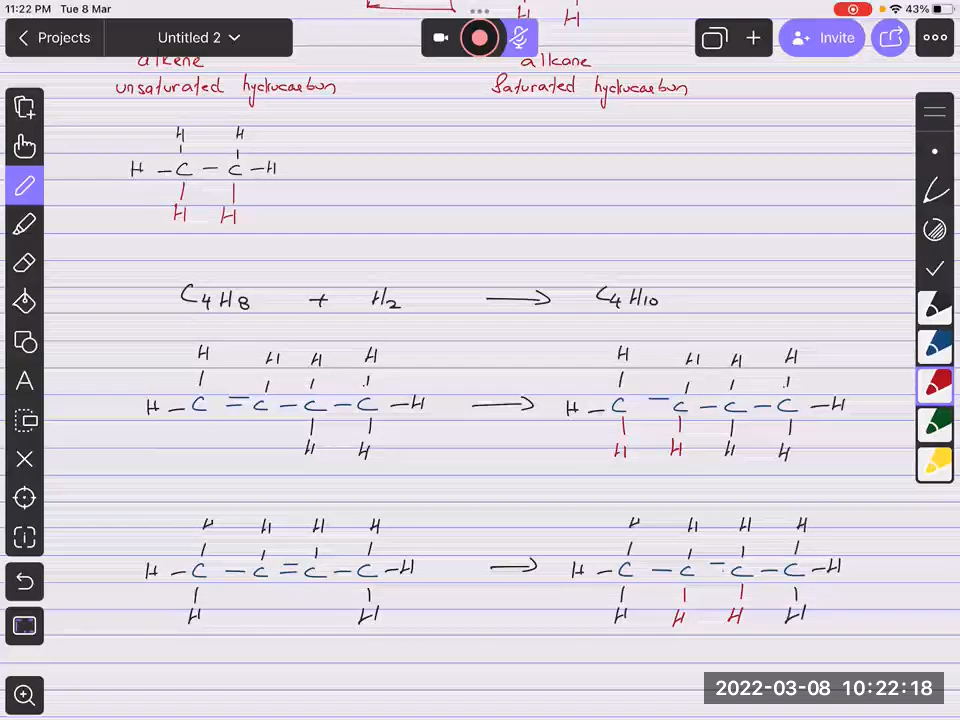 11:22 PM Tue 8 Mar 43%
Projects Untitled 2 Invite
H H
alkene alkane
unsaturated hydrocarbon Saturated hydrocarbon
H H
H - C - C - H
H H
C4H8 + H2 → C4H10
H H H H H H H H
H - C = C - C - C - H → H - C - C - C - C - H
H H H H H H
H H H H H H H H
H - C - C = C - C - H → H - C - C - C - C - H
H H H H H H
2022-03-08 10:22:18